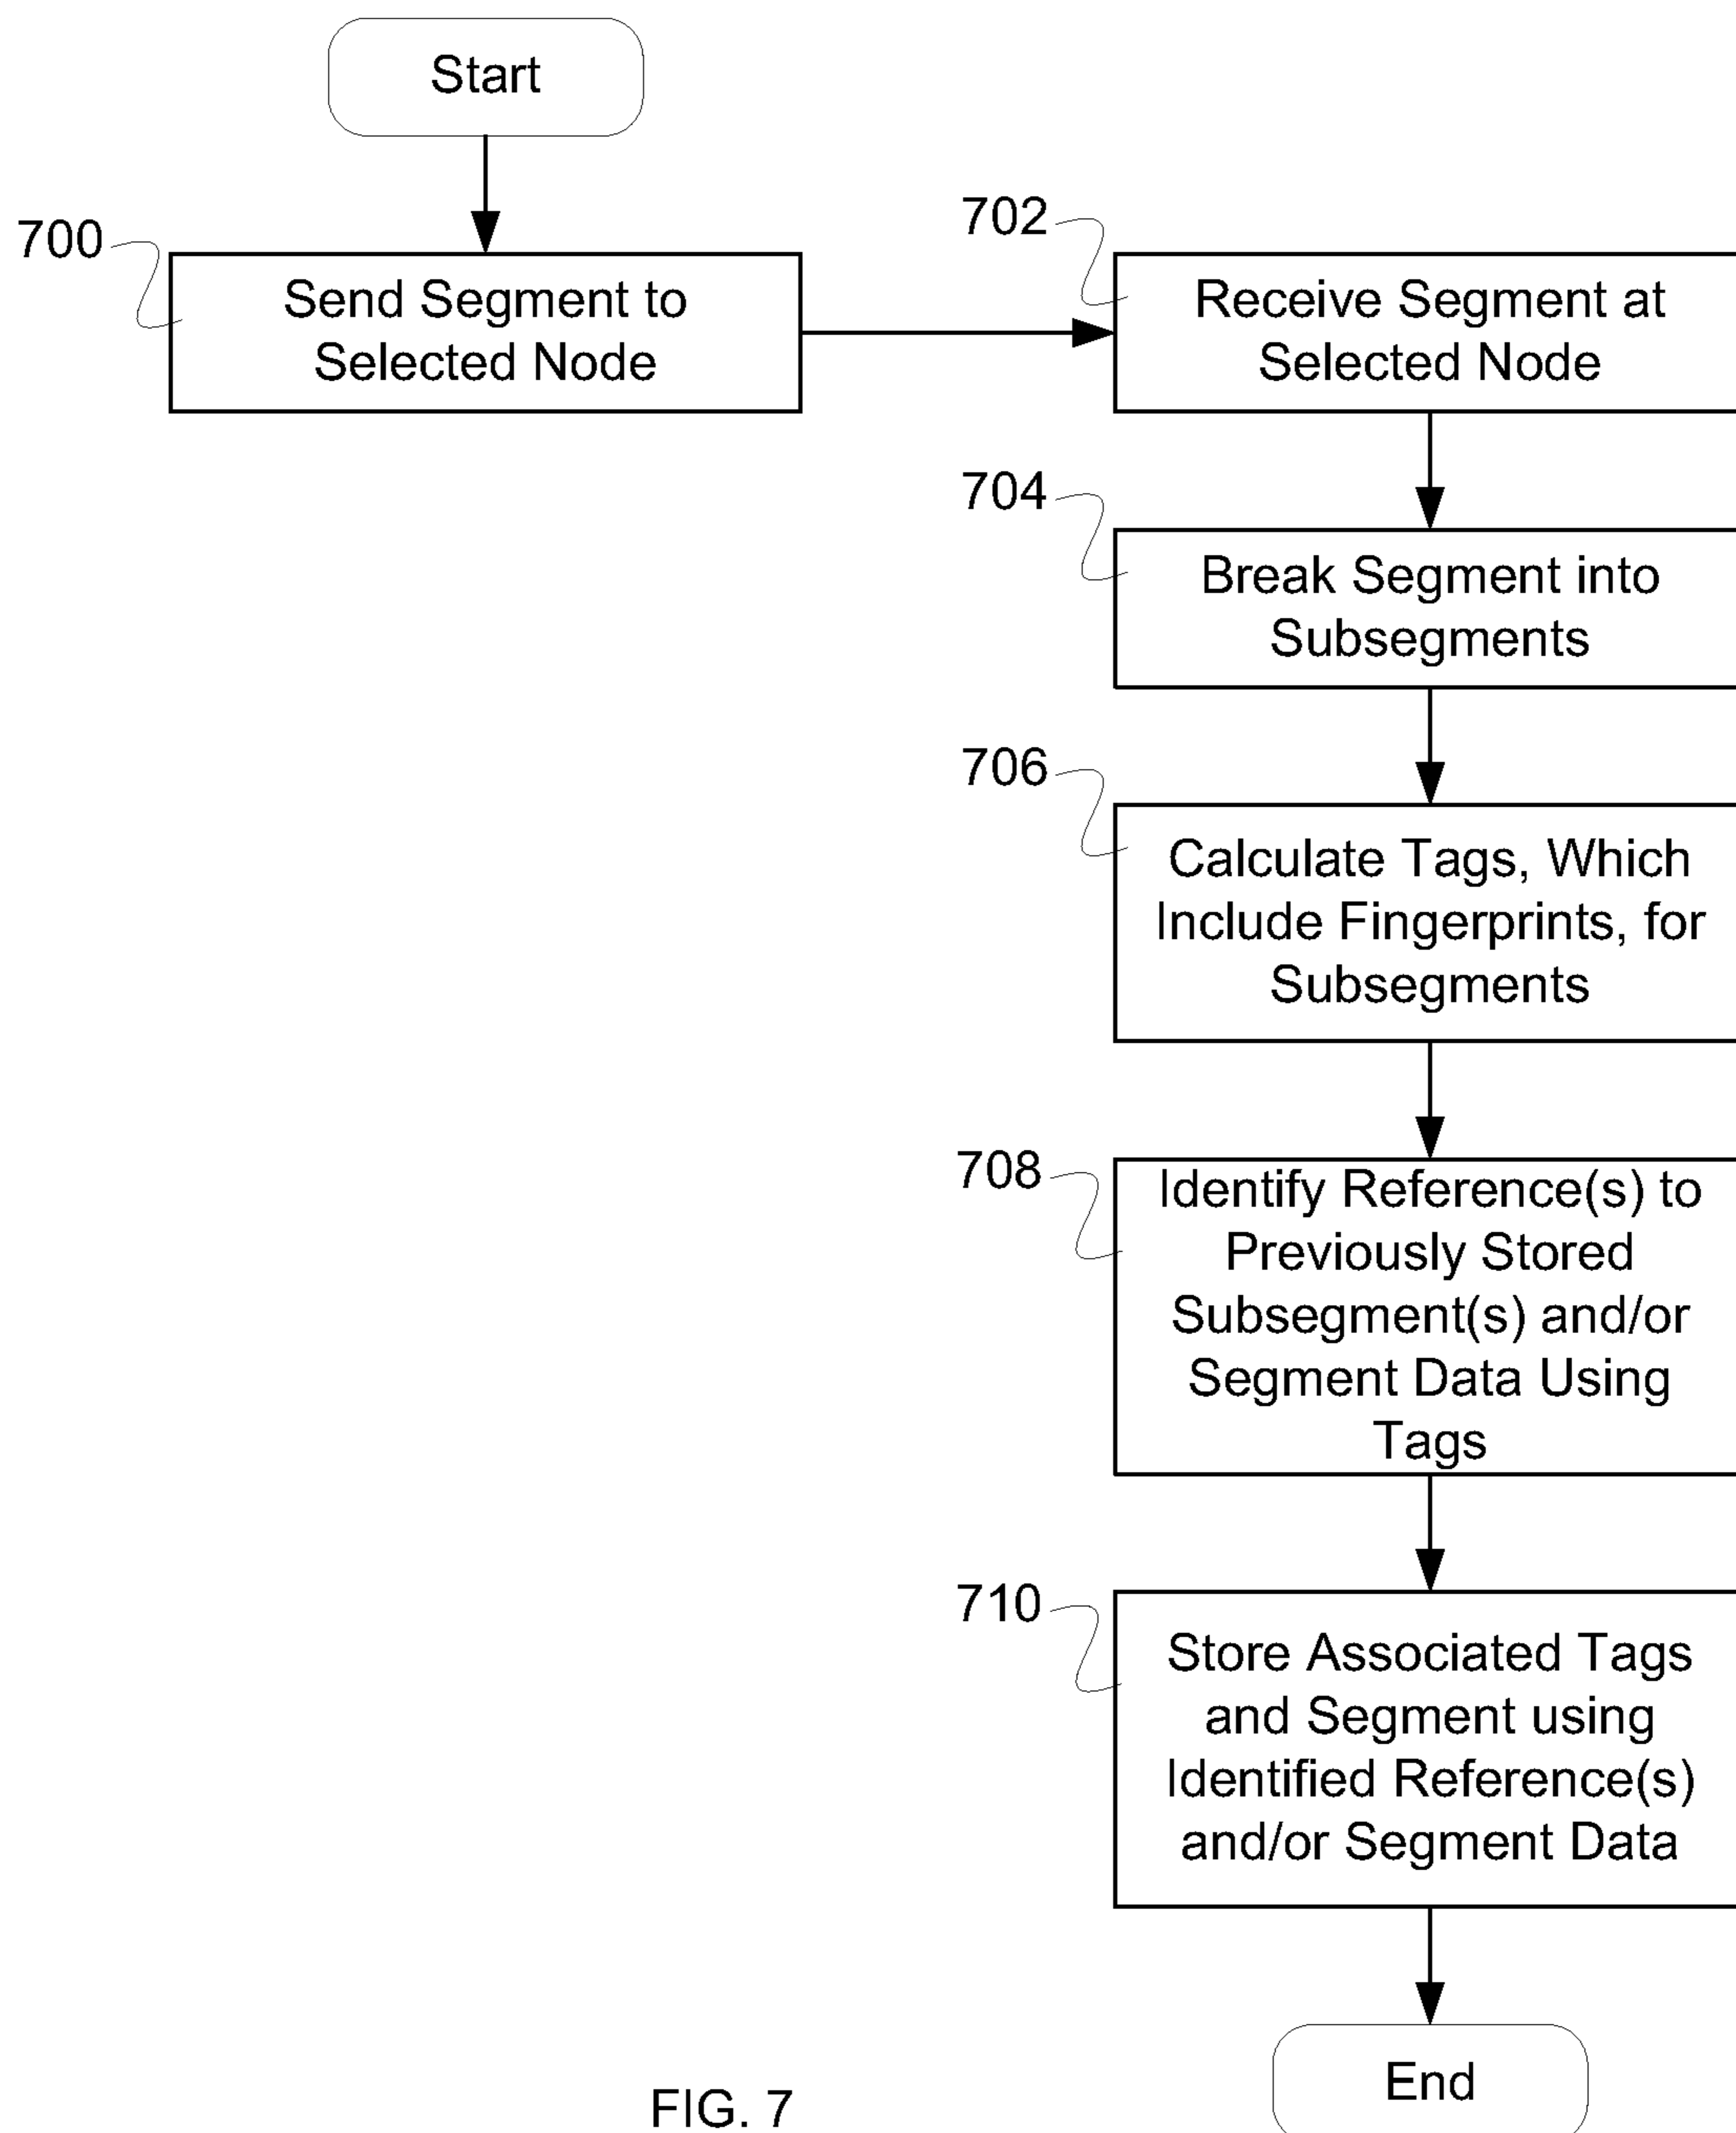 Start
700
Send Segment to
Selected Node
702
Receive Segment at
Selected Node
704
Break Segment into
Subsegments
706
Calculate Tags, Which
Include Fingerprints, for
Subsegments
708
Identify Reference(s) to
Previously Stored
Subsegment(s) and/or
Segment Data Using
Tags
710
Store Associated Tags
and Segment using
Identified Reference(s)
and/or Segment Data
End
FIG. 7